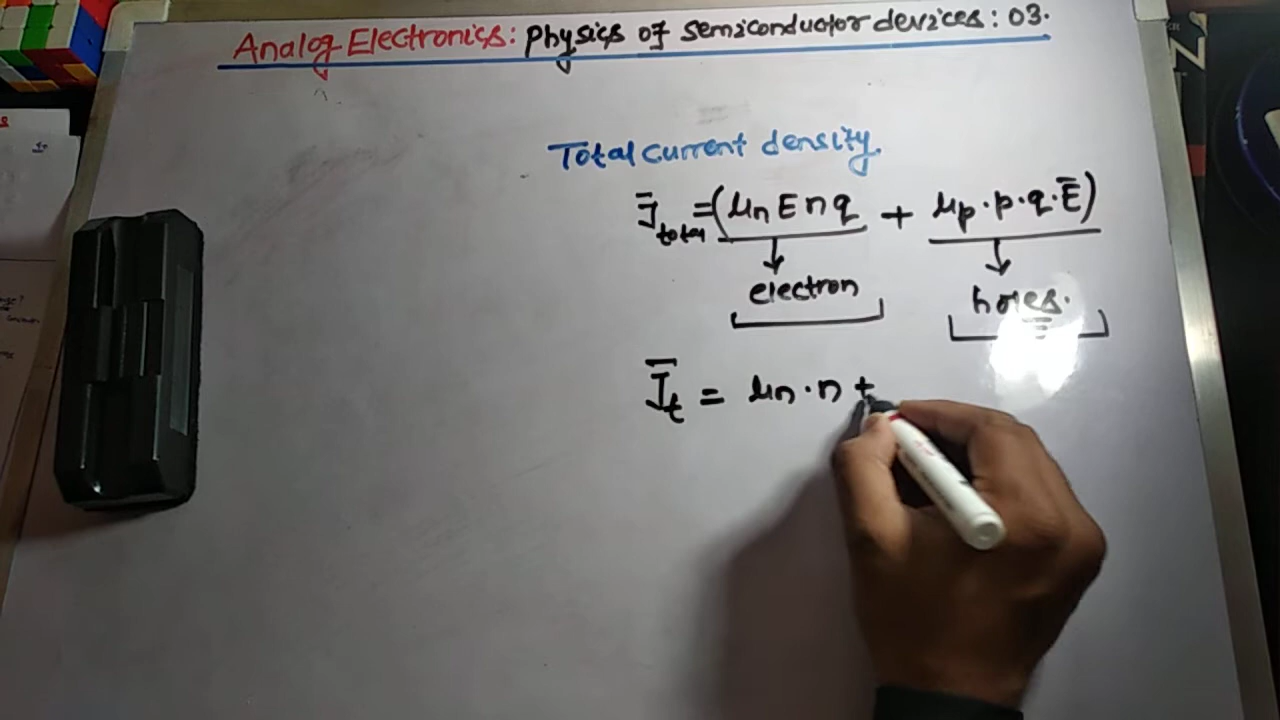 Analog Electronics: Physics of semiconductor devices: 03.
Total current density.
J̄total = (μn E n q + μp · p · q · Ē)
electron holes.
J̄t = μn · n +